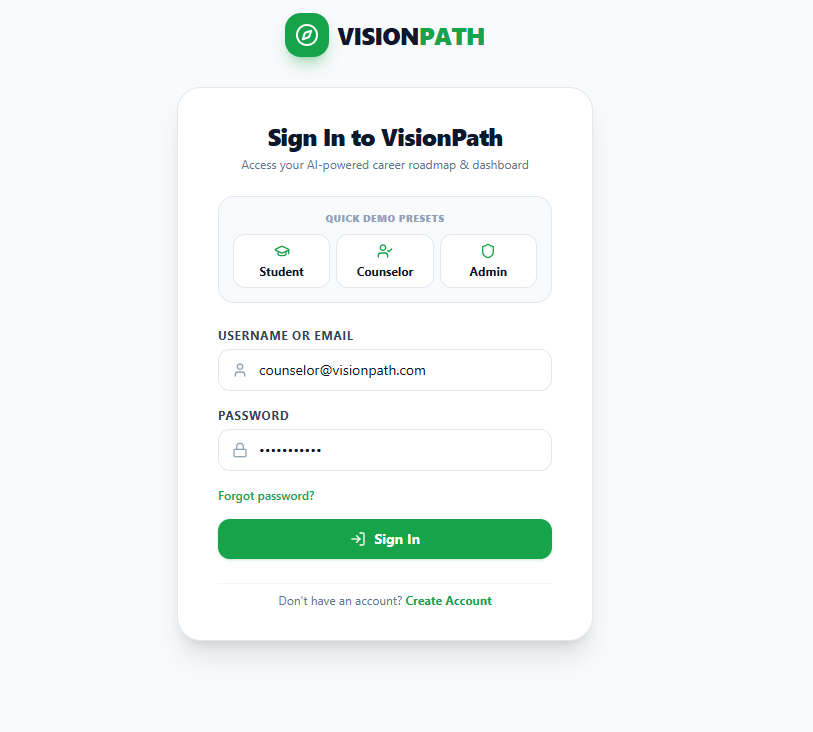 VISIONPATH
Sign In to VisionPath
Access your AI-powered career roadmap & dashboard
QUICK DEMO PRESETS
Student Counselor Admin
USERNAME OR EMAIL
counselor@visionpath.com
PASSWORD
•••••••••••
Forgot password?
Sign In
Don't have an account? Create Account